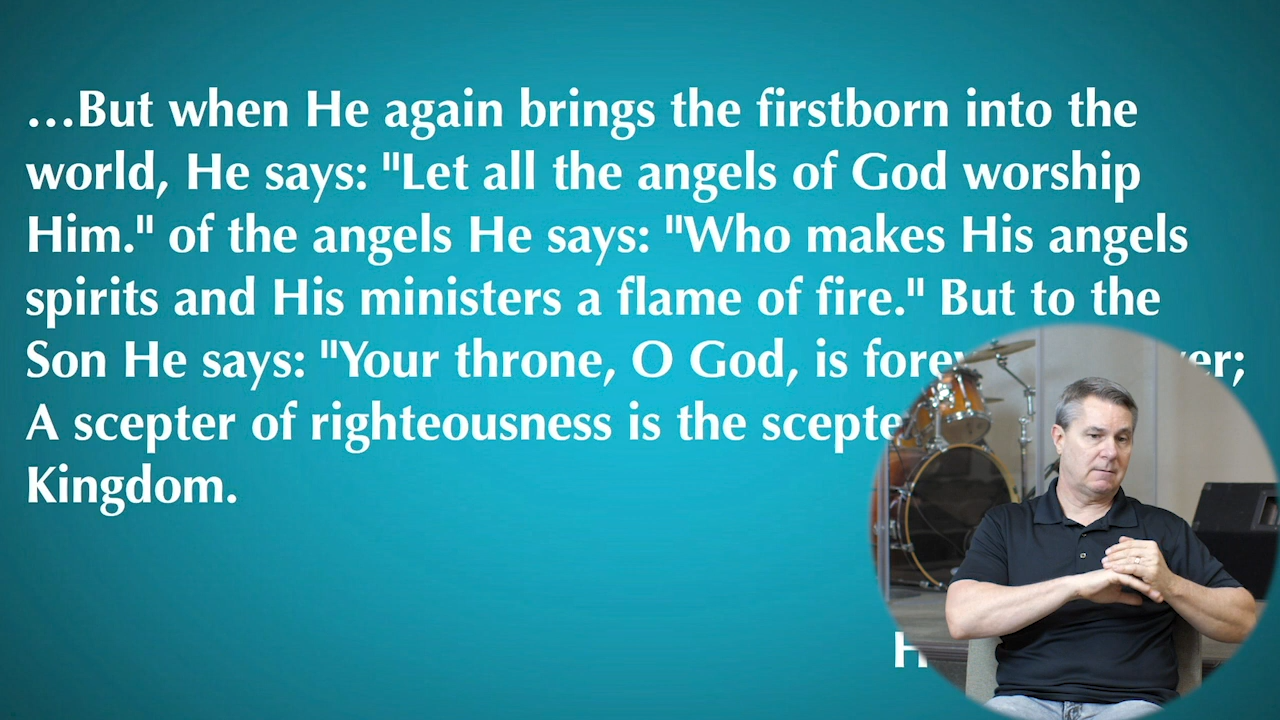 …But when He again brings the firstborn into the
world, He says: "Let all the angels of God worship
Him." of the angels He says: "Who makes His angels
spirits and His ministers a flame of fire." But to the
Son He says: "Your throne, O God, is
A scepter of righteousness is the
Kingdom.